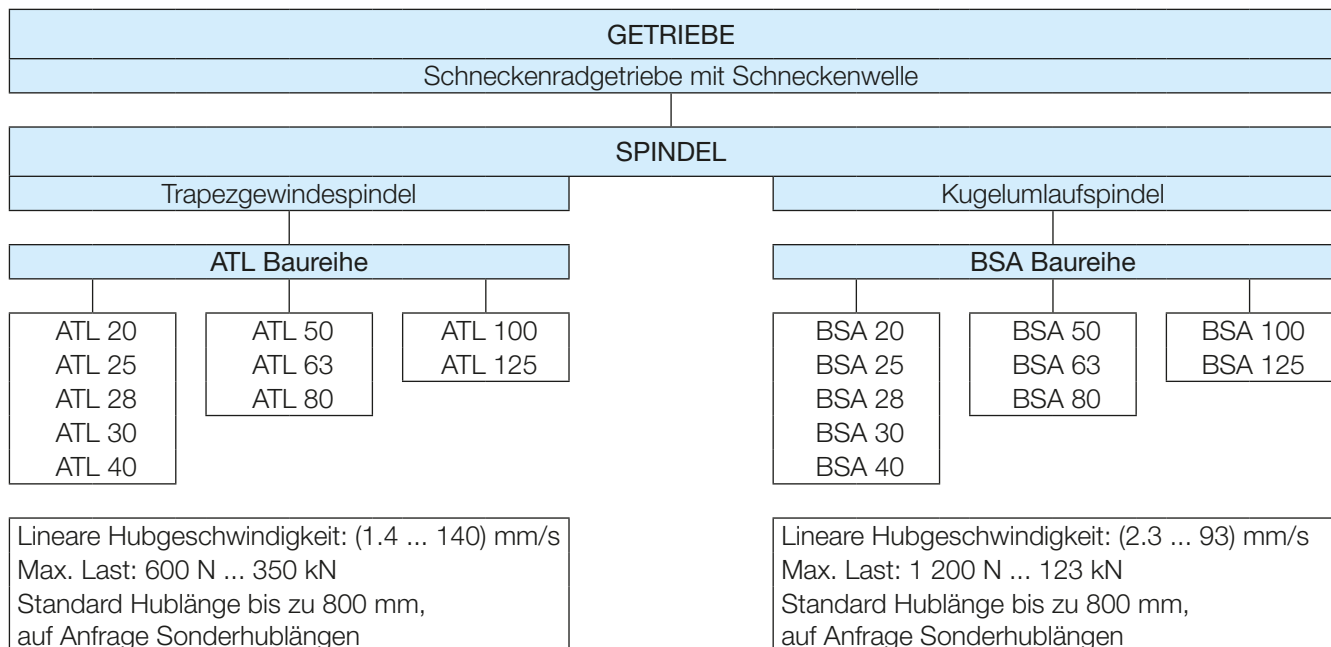 GETRIEBE
Schneckenradgetriebe mit Schneckenwelle
SPINDEL
Trapezgewindespindel
Kugelumlaufspindel
ATL Baureihe
BSA Baureihe
ATL 20
ATL 25
ATL 28
ATL 30
ATL 40
ATL 50
ATL 63
ATL 80
ATL 100
ATL 125
BSA 20
BSA 25
BSA 28
BSA 30
BSA 40
BSA 50
BSA 63
BSA 80
BSA 100
BSA 125
Lineare Hubgeschwindigkeit: (1.4 ... 140) mm/s
Max. Last: 600 N ... 350 kN
Standard Hublänge bis zu 800 mm,
auf Anfrage Sonderhublängen
Lineare Hubgeschwindigkeit: (2.3 ... 93) mm/s
Max. Last: 1 200 N ... 123 kN
Standard Hublänge bis zu 800 mm,
auf Anfrage Sonderhublängen